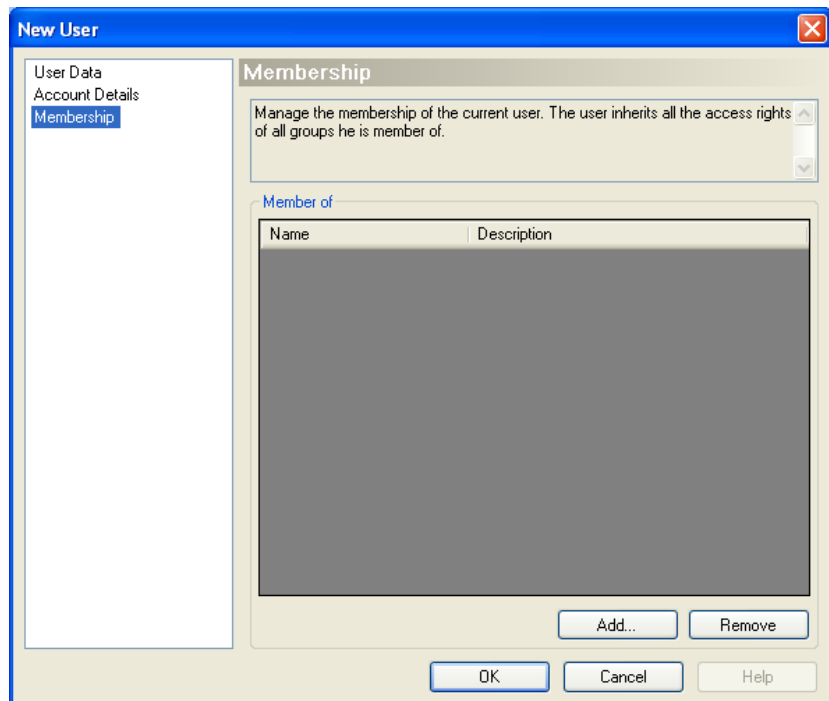 New User
User Data
Account Details
Membership
Membership
Manage the membership of the current user. The user inherits all the access rights
of all groups he is member of.
Member of
Name Description
Add... Remove
OK Cancel Help